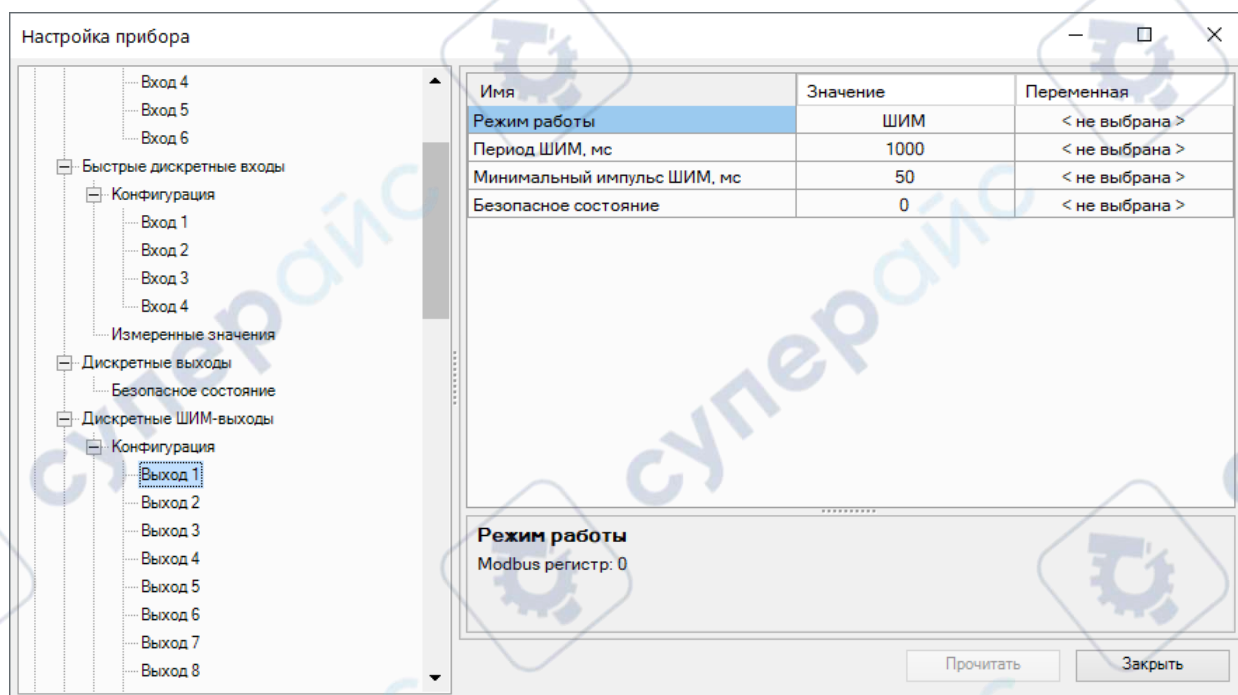 Настройка прибора
Вход 4
Вход 5
Вход 6
Быстрые дискретные входы
Конфигурация
Вход 1
Вход 2
Вход 3
Вход 4
Измеренные значения
Дискретные выходы
Безопасное состояние
Дискретные ШИМ-выходы
Конфигурация
Выход 1
Выход 2
Выход 3
Выход 4
Выход 5
Выход 6
Выход 7
Выход 8
Имя Значение Переменная
Режим работы ШИМ < не выбрана >
Период ШИМ, мс 1000 < не выбрана >
Минимальный импульс ШИМ, мс 50 < не выбрана >
Безопасное состояние 0 < не выбрана >
Режим работы
Modbus регистр: 0
Прочитать Закрыть
суперайс
суперайс